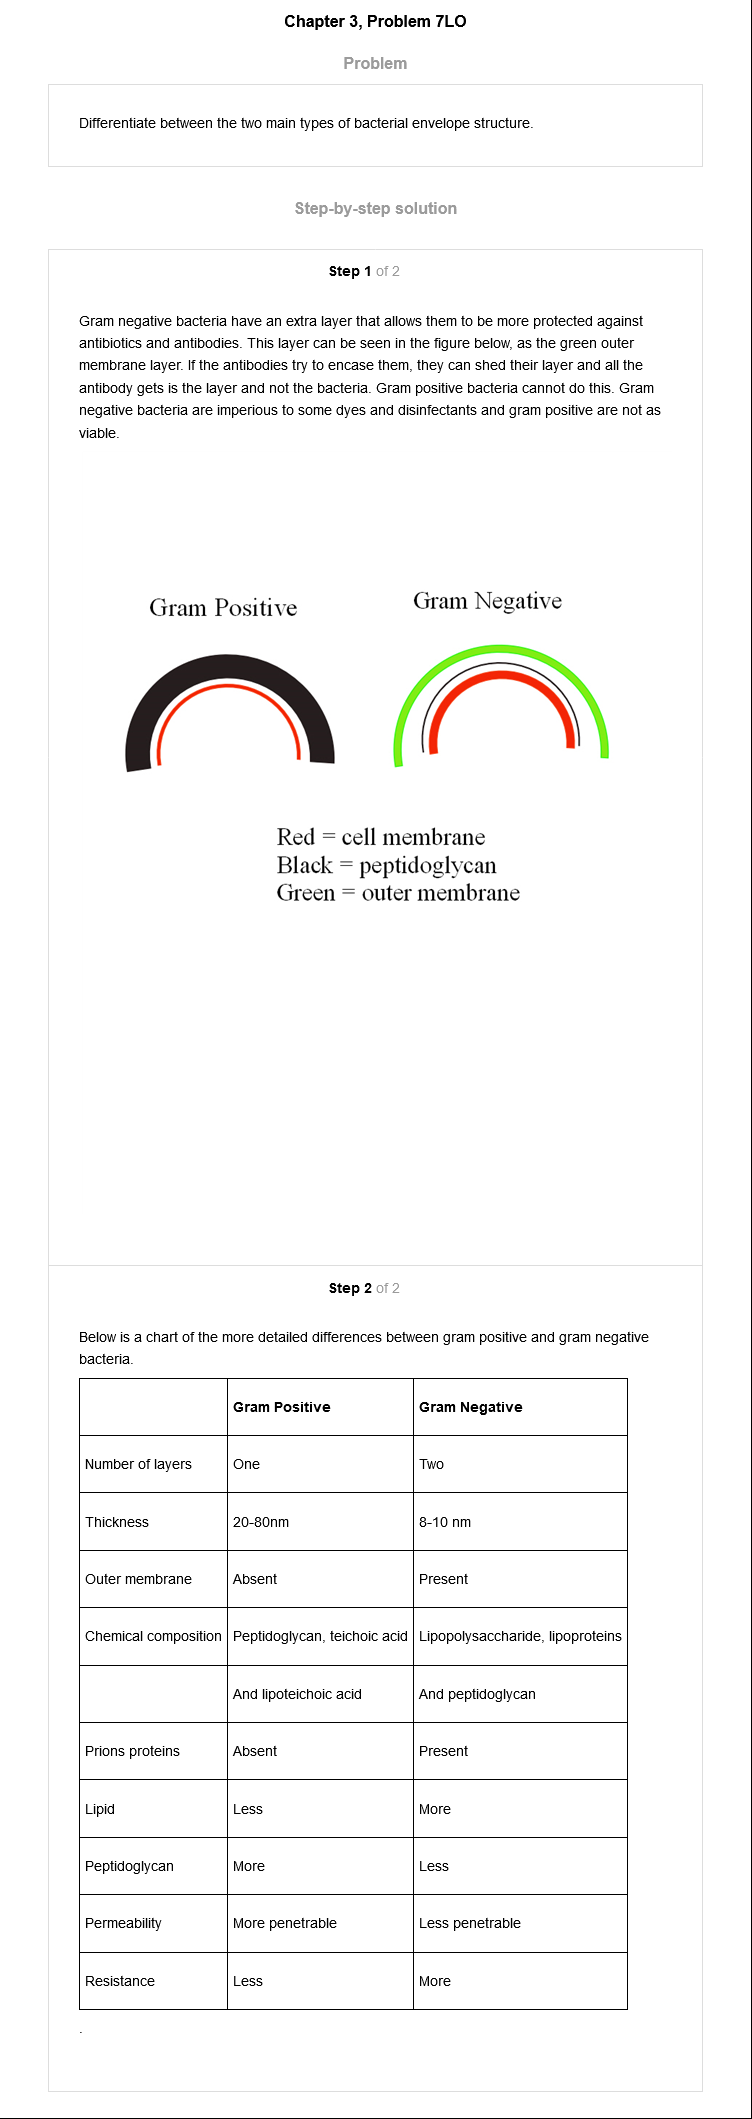 Chapter 3, Problem 7LO
Problem
Differentiate between the two main types of bacterial envelope structure.
Step-by-step solution
Step 1 of 2
Gram negative bacteria have an extra layer that allows them to be more protected against
antibiotics and antibodies. This layer can be seen in the figure below, as the green outer
membrane layer. If the antibodies try to encase them, they can shed their layer and all the
antibody gets is the layer and not the bacteria. Gram positive bacteria cannot do this. Gram
negative bacteria are imperious to some dyes and disinfectants and gram positive are not as
viable.
Gram Positive
Gram Negative
Red = cell membrane
Black = peptidoglycan
Green = outer membrane
Step 2 of 2
Below is a chart of the more detailed differences between gram positive and gram negative
bacteria.
Gram Positive Gram Negative
Number of layers One Two
Thickness 20-80nm 8-10 nm
Outer membrane Absent Present
Chemical composition Peptidoglycan, teichoic acid Lipopolysaccharide, lipoproteins
And lipoteichoic acid And peptidoglycan
Prions proteins Absent Present
Lipid Less More
Peptidoglycan More Less
Permeability More penetrable Less penetrable
Resistance Less More
.